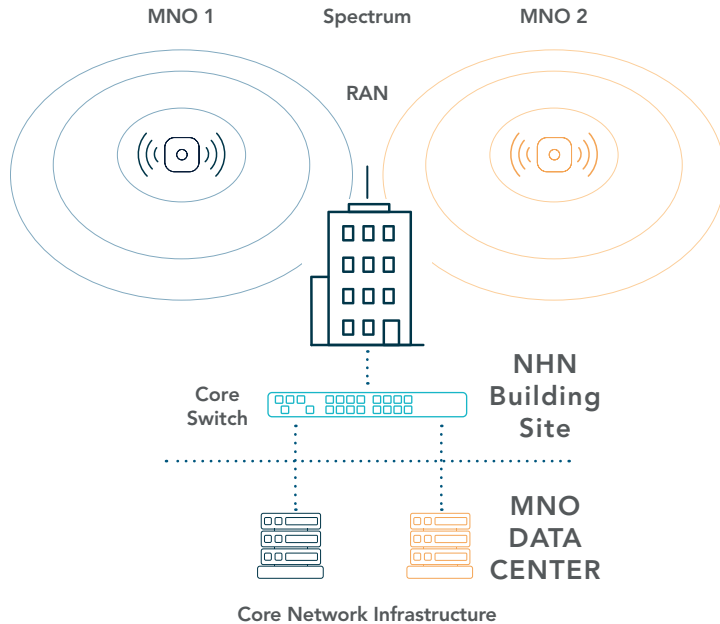 MNO 1
Spectrum
MNO 2
RAN
Core
Switch
NHN
Building
Site
MNO
DATA
CENTER
Core Network Infrastructure